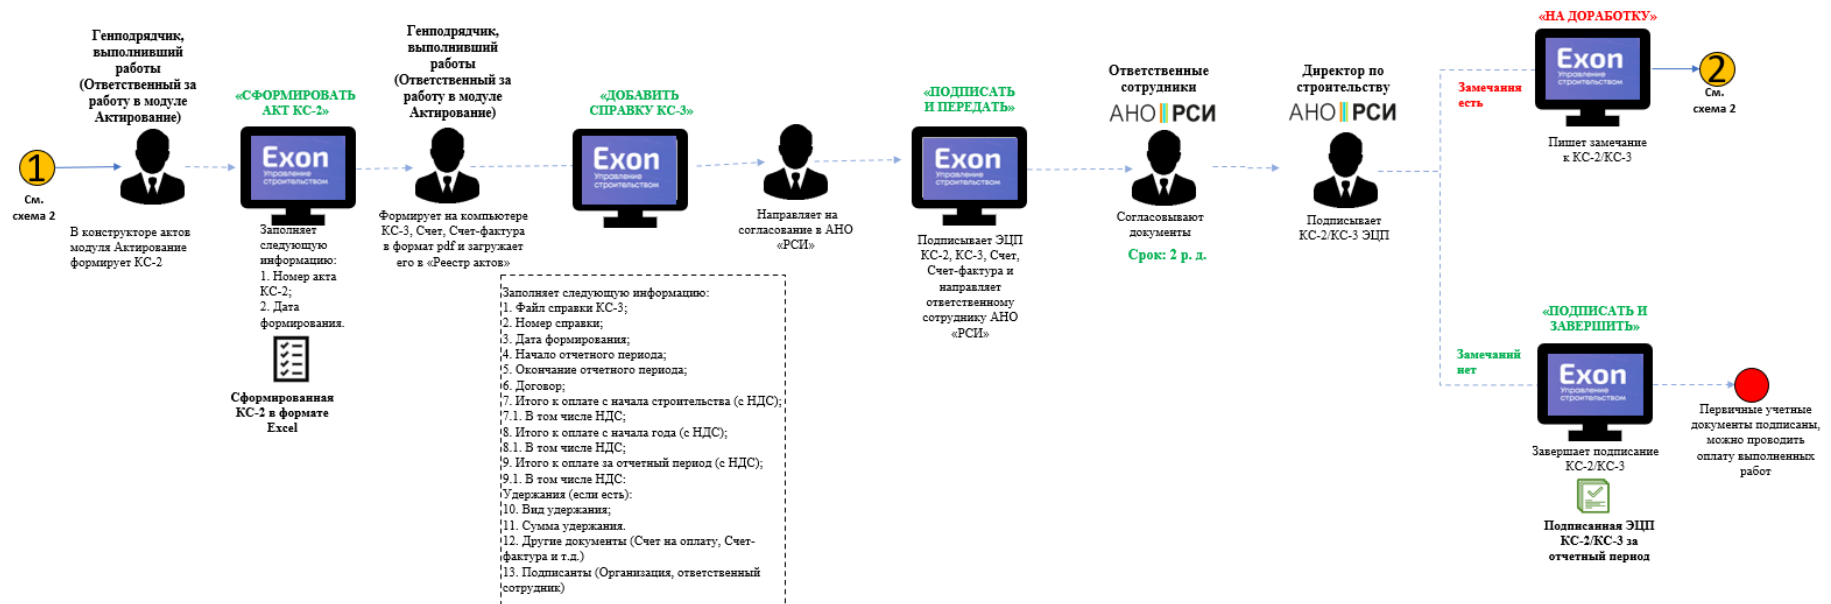 1
См.
схема 2
Генподрядчик,
выполнивший
работы
(Ответственный за
работу в модуле
Актирование)
В конструкторе актов
модуля Актирование
формирует КС-2
«СФОРМИРОВАТЬ
АКТ КС-2»
Exon
Управление
строительством
Заполняет
следующую
информацию:
1. Номер акта
КС-2;
2. Дата
формирования.
Сформированная
КС-2 в формате
Excel
Генподрядчик,
выполнивший
работы
(Ответственный за
работу в модуле
Актирование)
Формирует на компьютере
КС-3, Счет, Счет-фактура
в формат pdf и загружает
его в «Реестр актов»
«ДОБАВИТЬ
СПРАВКУ КС-3»
Exon
Управление
строительством
Заполняет следующую информацию:
1. Файл справки КС-3;
2. Номер справки;
3. Дата формирования;
4. Начало отчетного периода;
5. Окончание отчетного периода;
6. Договор;
7. Итого к оплате с начала строительства (с НДС);
7.1. В том числе НДС;
8. Итого к оплате с начала года (с НДС);
8.1. В том числе НДС;
9. Итого к оплате за отчетный период (с НДС);
9.1. В том числе НДС:
Удержания (если есть):
10. Вид удержания;
11. Сумма удержания.
12. Другие документы (Счет на оплату, Счет-
фактура и т.д.)
13. Подписанты (Организация, ответственный
сотрудник)
Направляет на
согласование в АНО
«РСИ»
«ПОДПИСАТЬ
И ПЕРЕДАТЬ»
Exon
Управление
строительством
Подписывает ЭЦП
КС-2, КС-3, Счет,
Счет-фактура и
направляет
ответственному
сотруднику АНО
«РСИ»
Ответственные
сотрудники
АНО РСИ
Согласовывают
документы
Срок: 2 р. д.
Директор по
строительству
АНО РСИ
Подписывает
КС-2/КС-3 ЭЦП
Замечания
есть
«НА ДОРАБОТКУ»
Exon
Управление
строительством
Пишет замечание
к КС-2/КС-3
2
См.
схема 2
Замечаний
нет
«ПОДПИСАТЬ И
ЗАВЕРШИТЬ»
Exon
Управление
строительством
Завершает подписание
КС-2/КС-3
Подписанная ЭЦП
КС-2/КС-3 за
отчетный период
Первичные учетные
документы подписаны,
можно проводить
оплату выполненных
работ